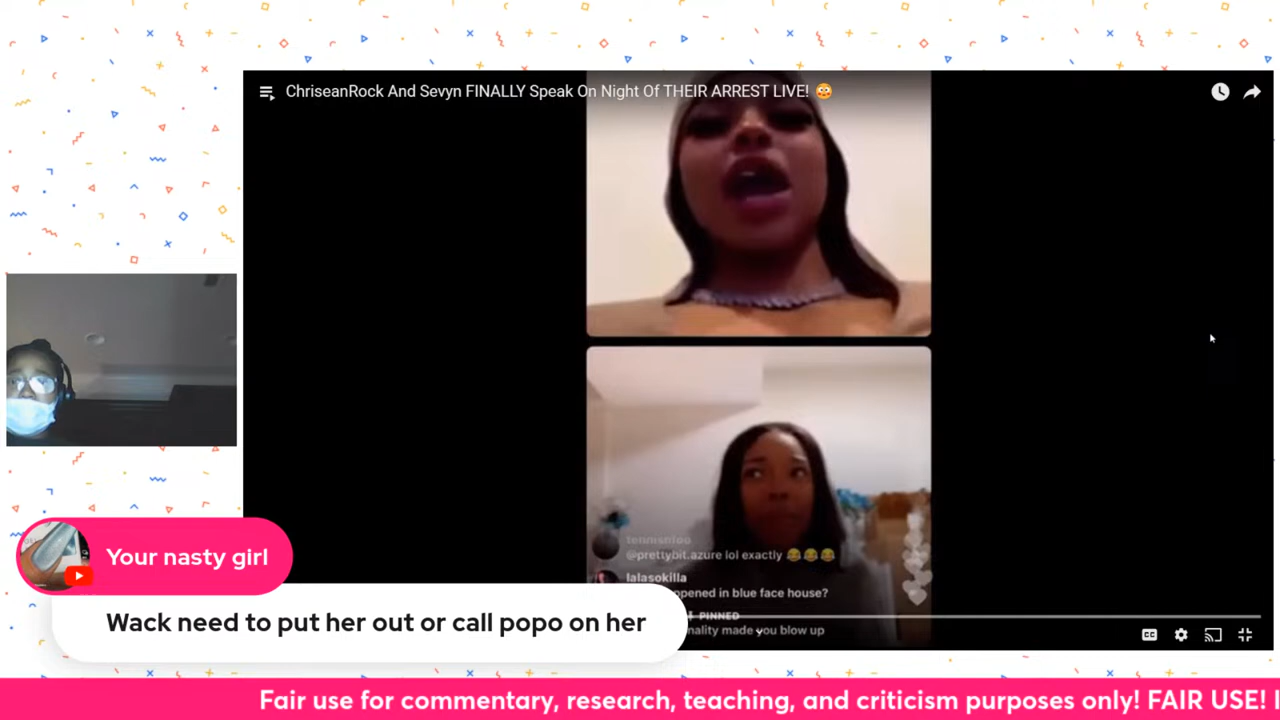 ChriseanRock And Sevyn FINALLY Speak On Night Of THEIR ARREST LIVE! 😳
@prettybit.azure lol exactly 😂😂😂
lalasokilla
pened in blue face house?
PINNED
nality made you blow up
CC
Your nasty girl
Wack need to put her out or call popo on her
Fair use for commentary, research, teaching, and criticism purposes only! FAIR USE!